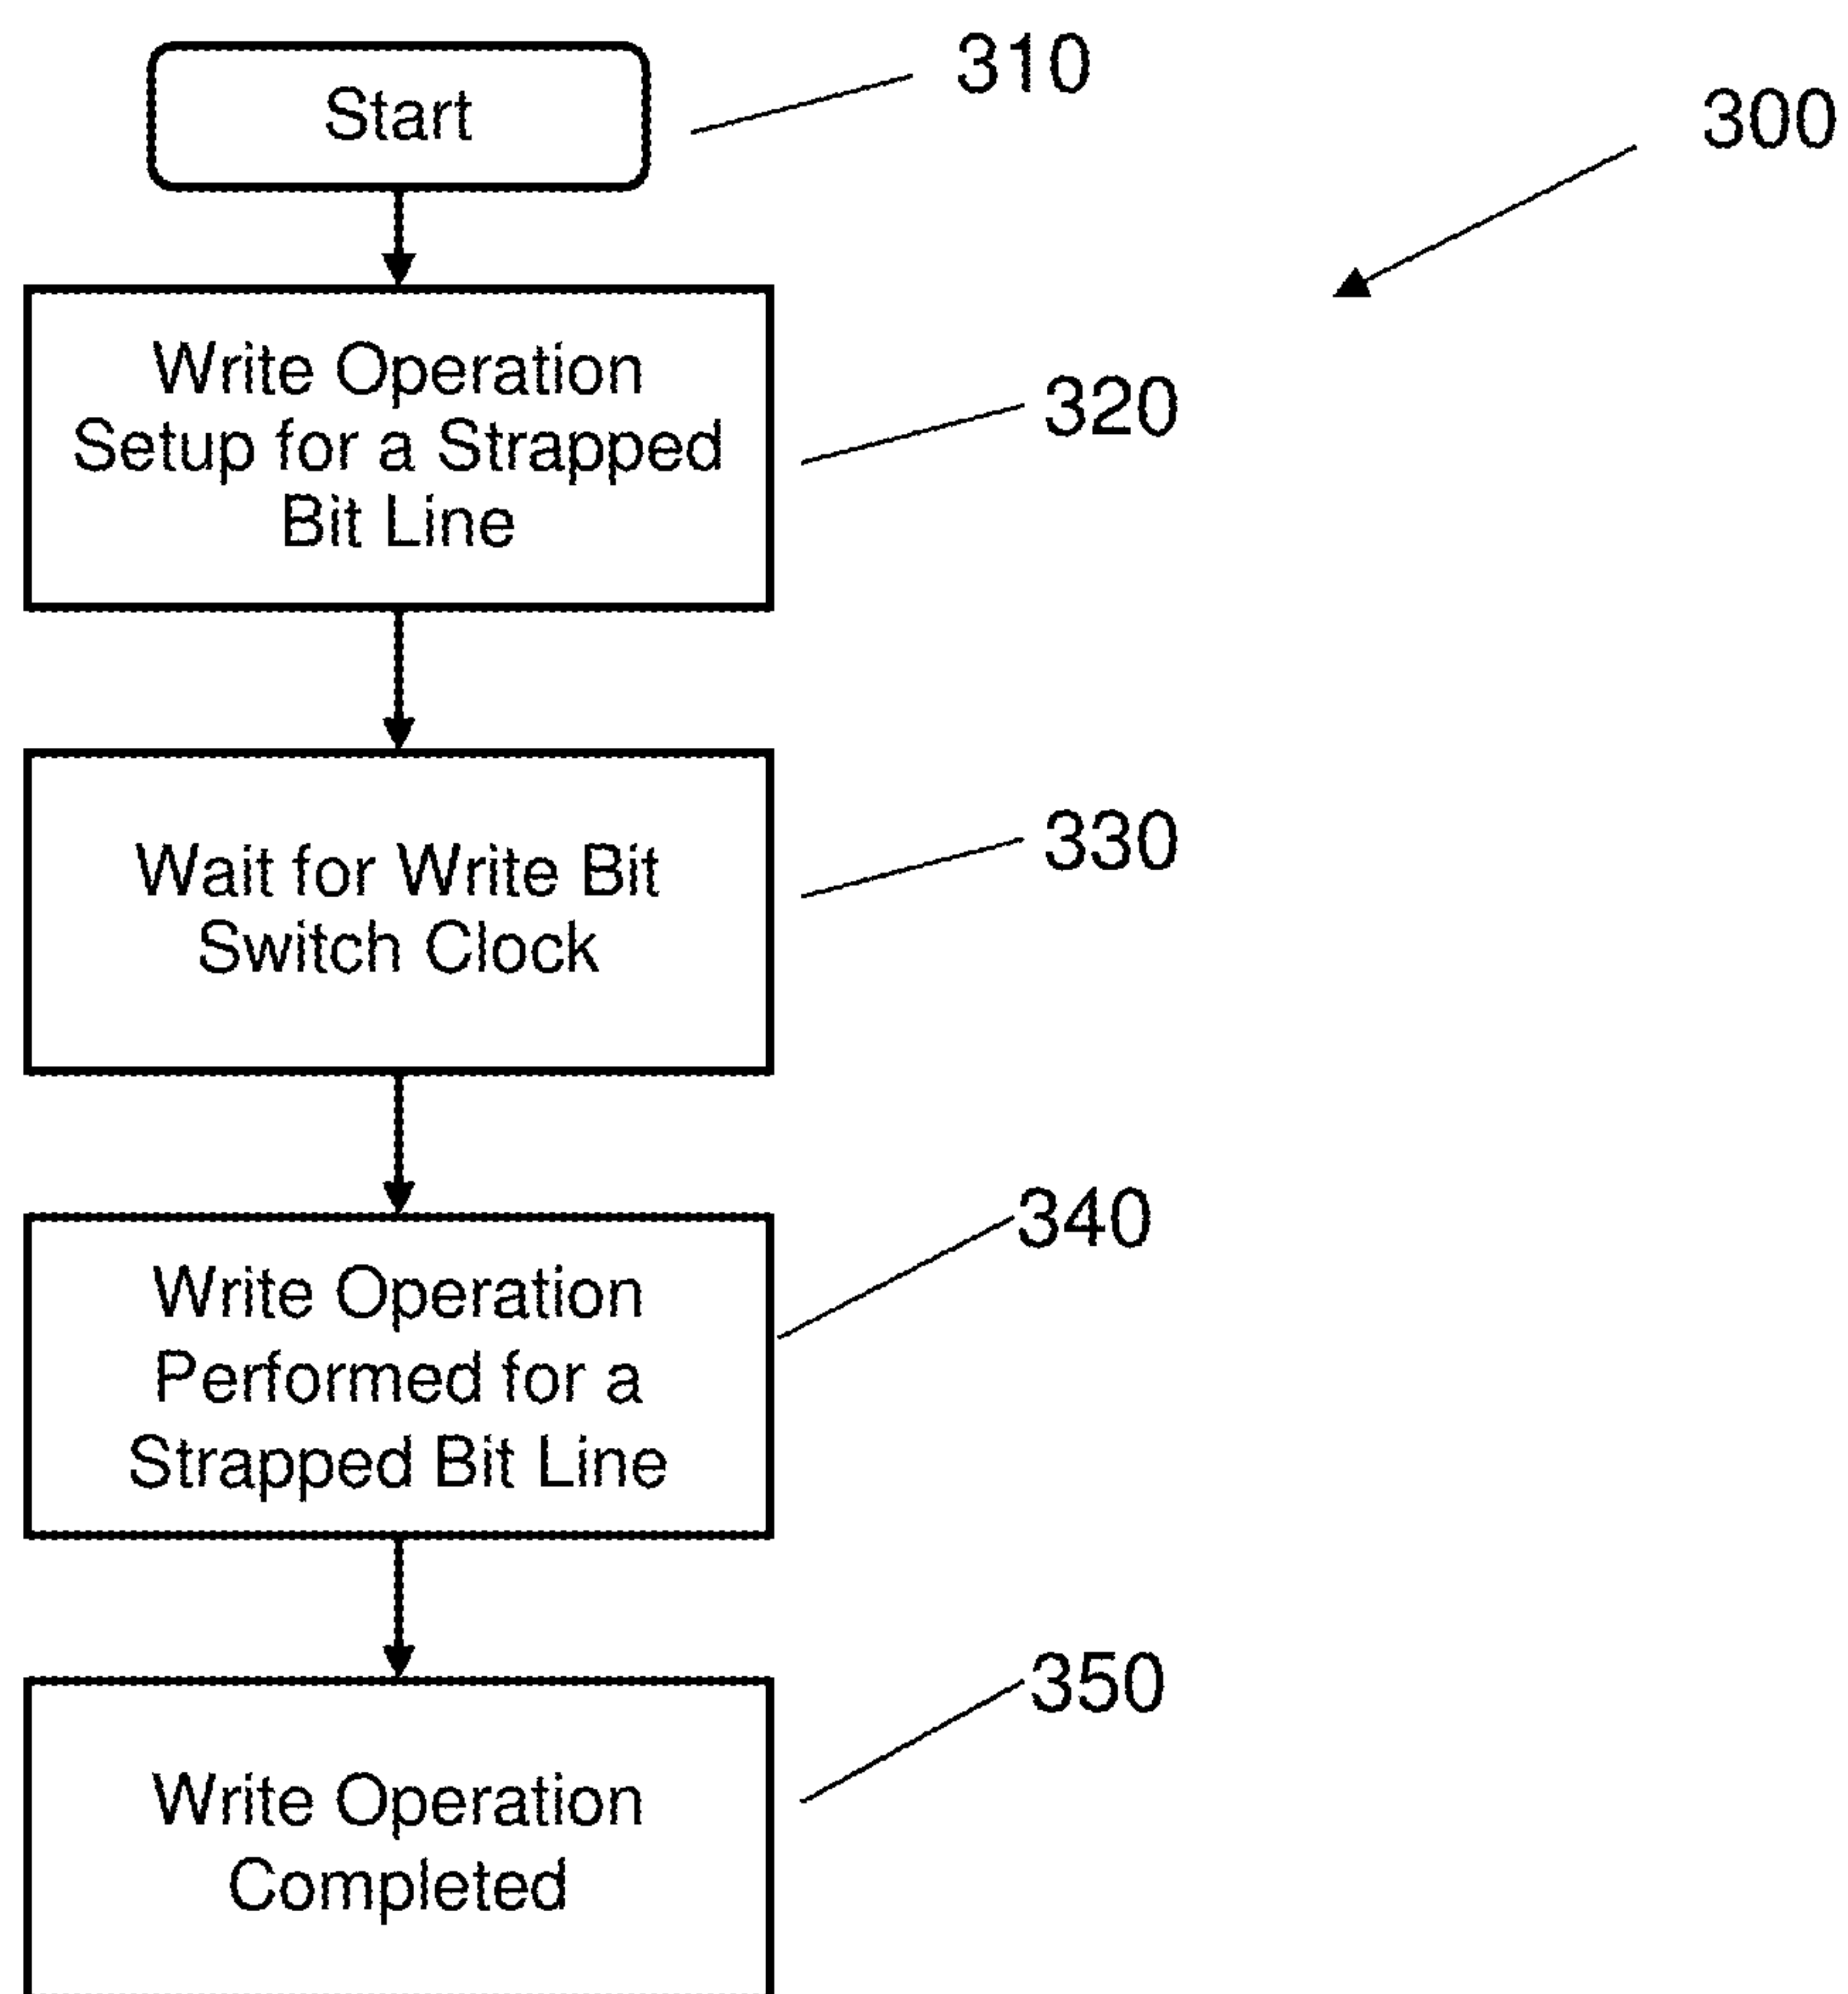 Start
310
300
Write Operation
Setup for a Strapped
Bit Line
320
Wait for Write Bit
Switch Clock
330
Write Operation
Performed for a
Strapped Bit Line
340
Write Operation
Completed
350